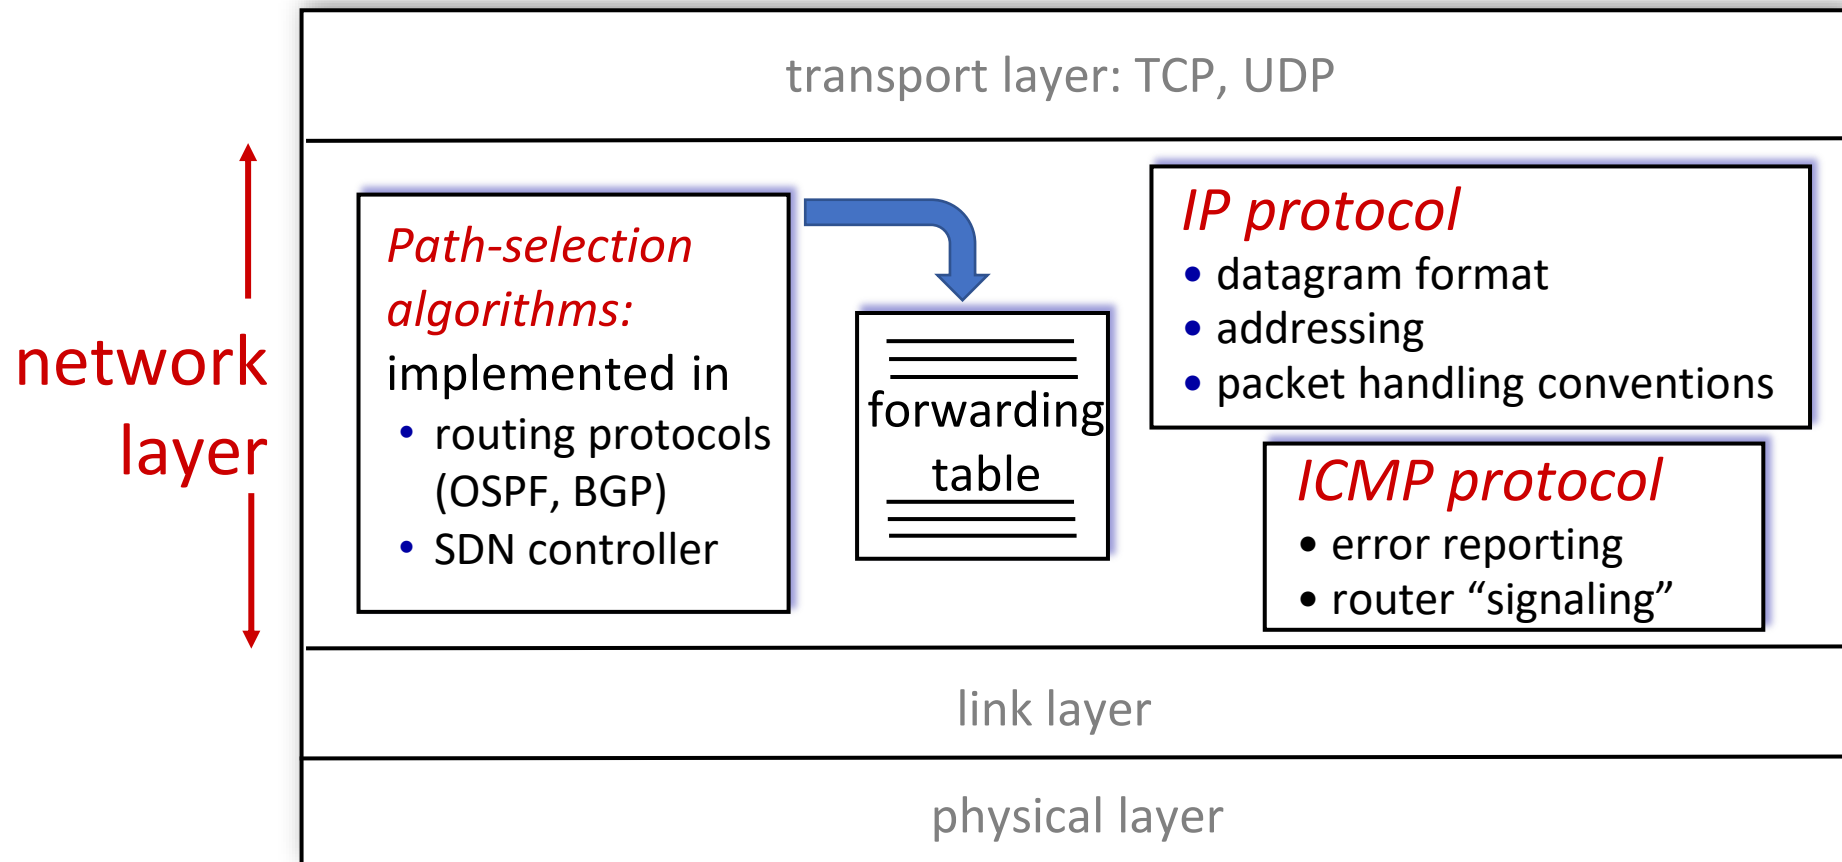 transport layer: TCP, UDP
network
layer
Path-selection
algorithms:
implemented in
• routing protocols
(OSPF, BGP)
• SDN controller
forwarding
table
IP protocol
• datagram format
• addressing
• packet handling conventions
ICMP protocol
• error reporting
• router “signaling”
link layer
physical layer